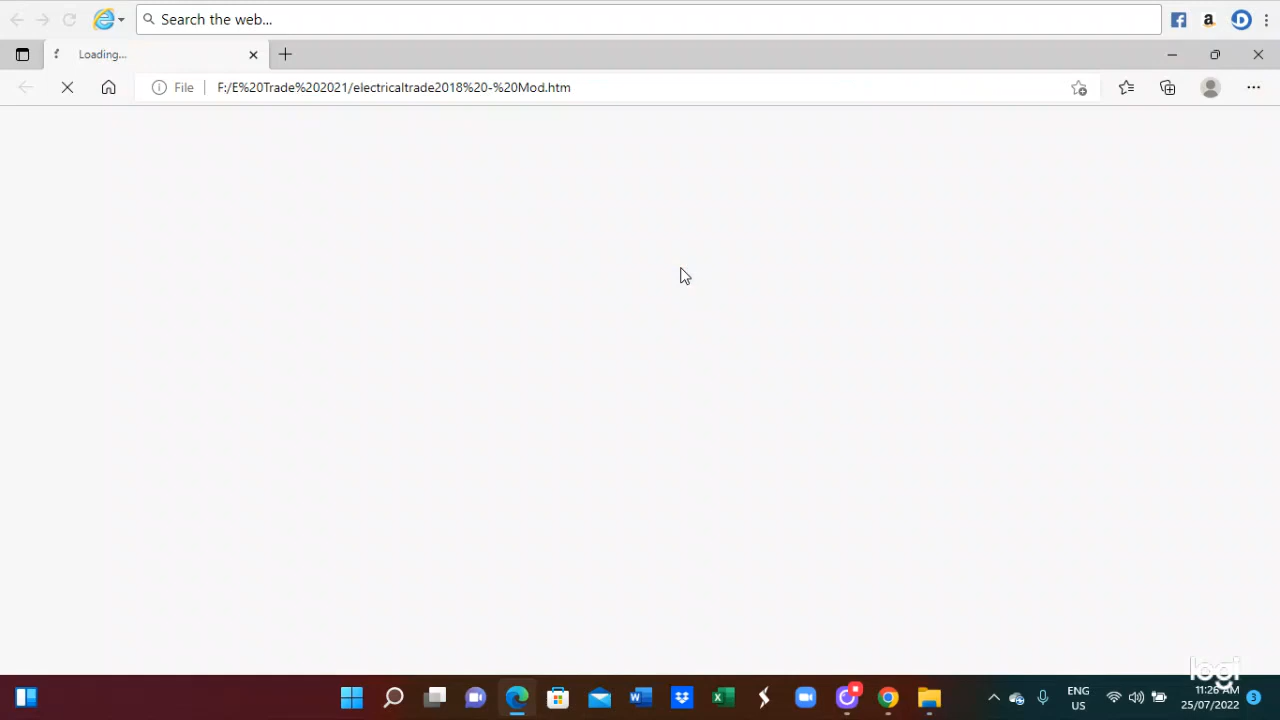 Search the web...
Loading...
File F:/E%20Trade%202021/electricaltrade2018%20-%20Mod.htm
logi
ENG
US
11:26 AM
25/07/2022
3